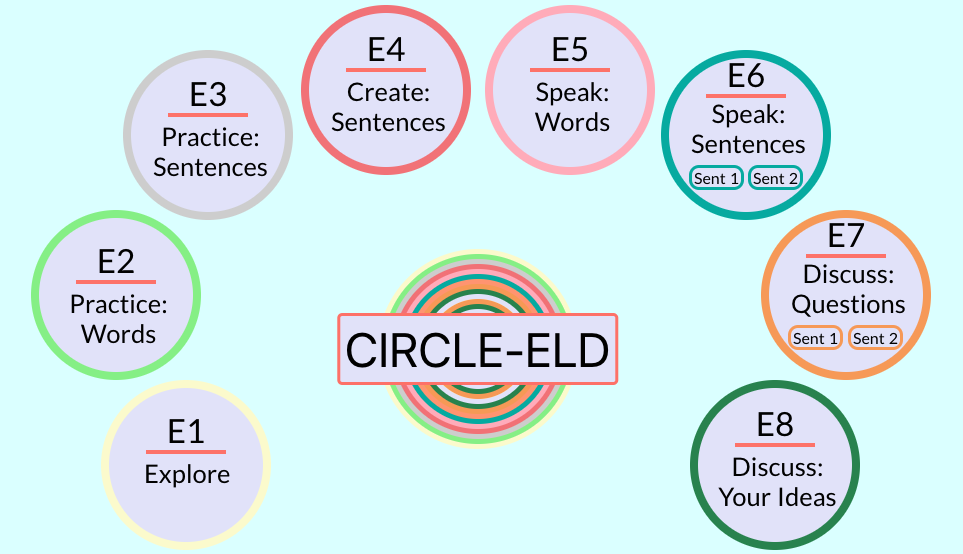 E1
Explore
E2
Practice:
Words
E3
Practice:
Sentences
E4
Create:
Sentences
E5
Speak:
Words
E6
Speak:
Sentences
Sent 1 Sent 2
E7
Discuss:
Questions
Sent 1 Sent 2
E8
Discuss:
Your Ideas
CIRCLE-ELD